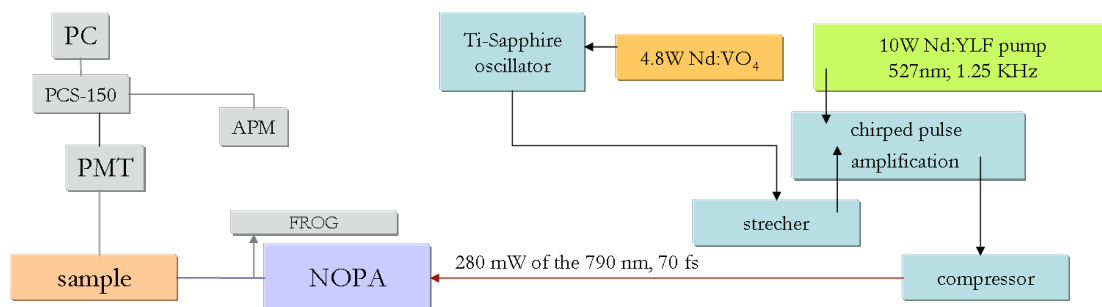 PC
PCS-150
APM
PMT
sample
FROG
NOPA
280 mW of the 790 nm, 70 fs
Ti-Sapphire
oscillator
4.8W Nd:VO₄
10W Nd:YLF pump
527nm; 1.25 KHz
chirped pulse
amplification
strecher
compressor